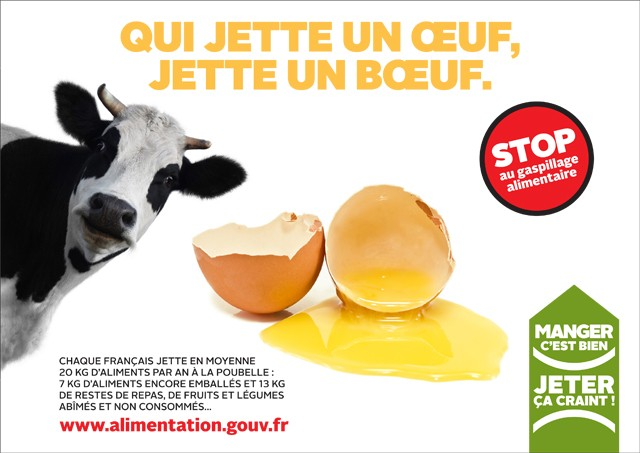 QUI JETTE UN ŒUF,
JETTE UN BŒUF.
STOP
au gaspillage
alimentaire
MANGER
C'EST BIEN
JETER
ÇA CRAINT !
CHAQUE FRANÇAIS JETTE EN MOYENNE
20 KG D'ALIMENTS PAR AN À LA POUBELLE :
7 KG D'ALIMENTS ENCORE EMBALLÉS ET 13 KG
DE RESTES DE REPAS, DE FRUITS ET LÉGUMES
ABÎMÉS ET NON CONSOMMÉS...
www.alimentation.gouv.fr